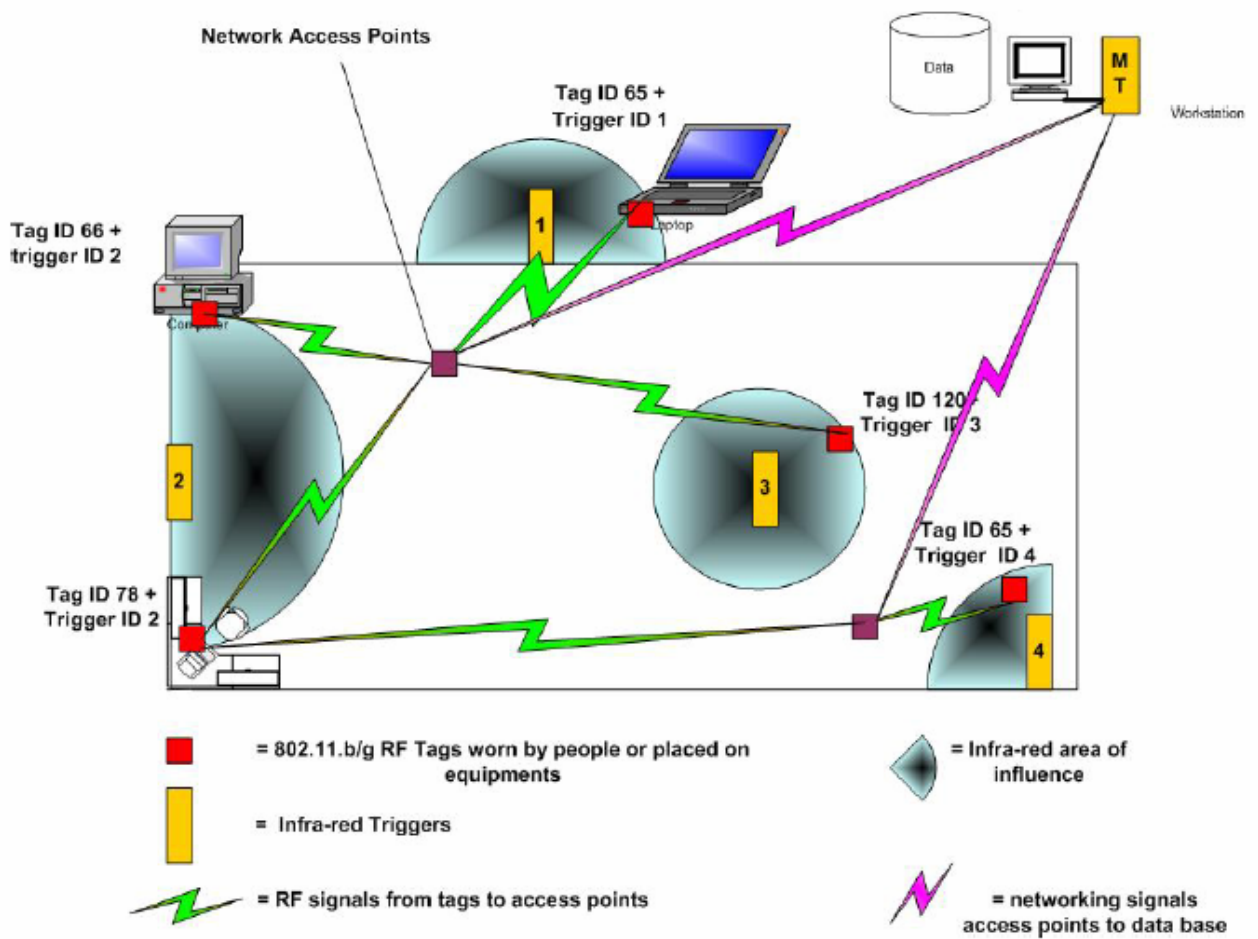 Network Access Points
Data
M
T
Workstation
Tag ID 65 +
Trigger ID 1
1
Laptop
Tag ID 66 +
trigger ID 2
Computer
Tag ID 120 +
Trigger ID 3
2
3
Tag ID 65 +
Trigger ID 4
Tag ID 78 +
Trigger ID 2
4
= 802.11.b/g RF Tags worn by people or placed on
equipments
= Infra-red area of
influence
= Infra-red Triggers
= RF signals from tags to access points
= networking signals
access points to data base